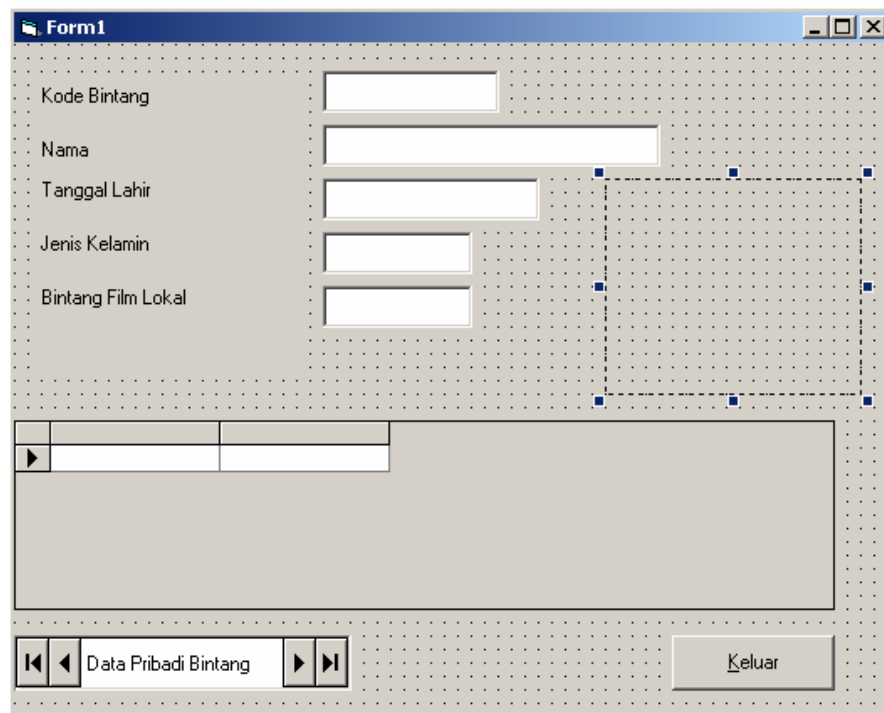 Form1
Kode Bintang
Nama
Tanggal Lahir
Jenis Kelamin
Bintang Film Lokal
Data Pribadi Bintang
Keluar